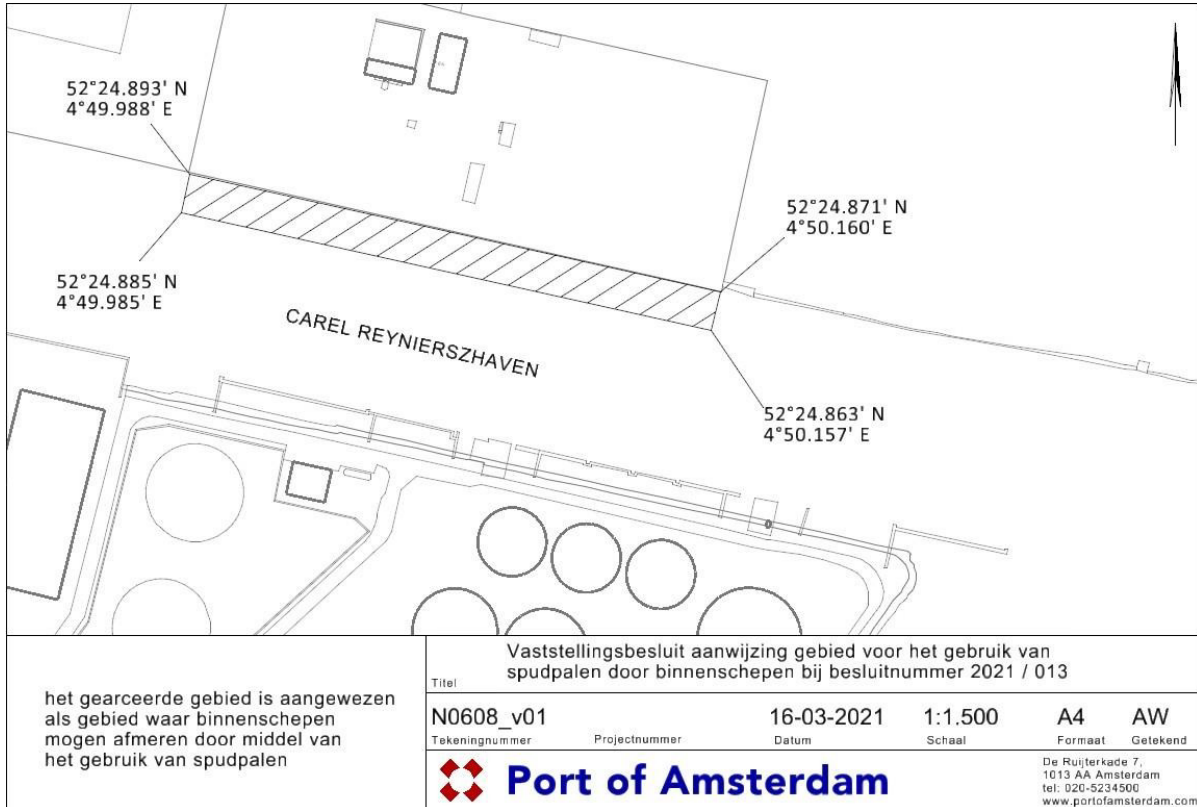 52°24.893' N
4°49.988' E
52°24.871' N
4°50.160' E
52°24.885' N
4°49.985' E
CAREL REYNIERSZHAVEN
52°24.863' N
4°50.157' E
het gearceerde gebied is aangewezen
als gebied waar binnenschepen
mogen afmeren door middel van
het gebruik van spudpalen
Titel
Vaststellingsbesluit aanwijzing gebied voor het gebruik van
spudpalen door binnenschepen bij besluitnummer 2021 / 013
N0608_v01 16-03-2021 1:1.500 A4 AW
Tekeningnummer Projectnummer Datum Schaal Formaat Getekend
Port of Amsterdam
De Ruijterkade 7,
1013 AA Amsterdam
tel: 020-5234500
www.portofamsterdam.com